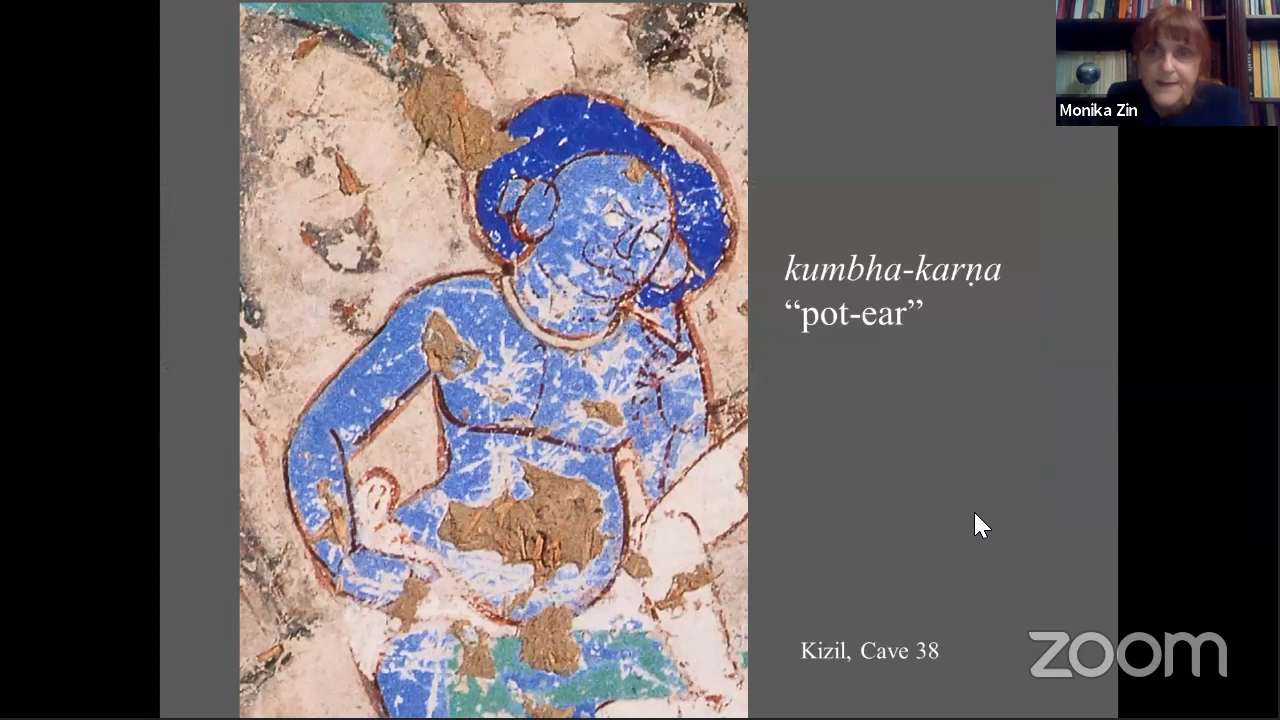 Monika Zin
kumbha-karṇa
“pot-ear”
Kizil, Cave 38
zoom